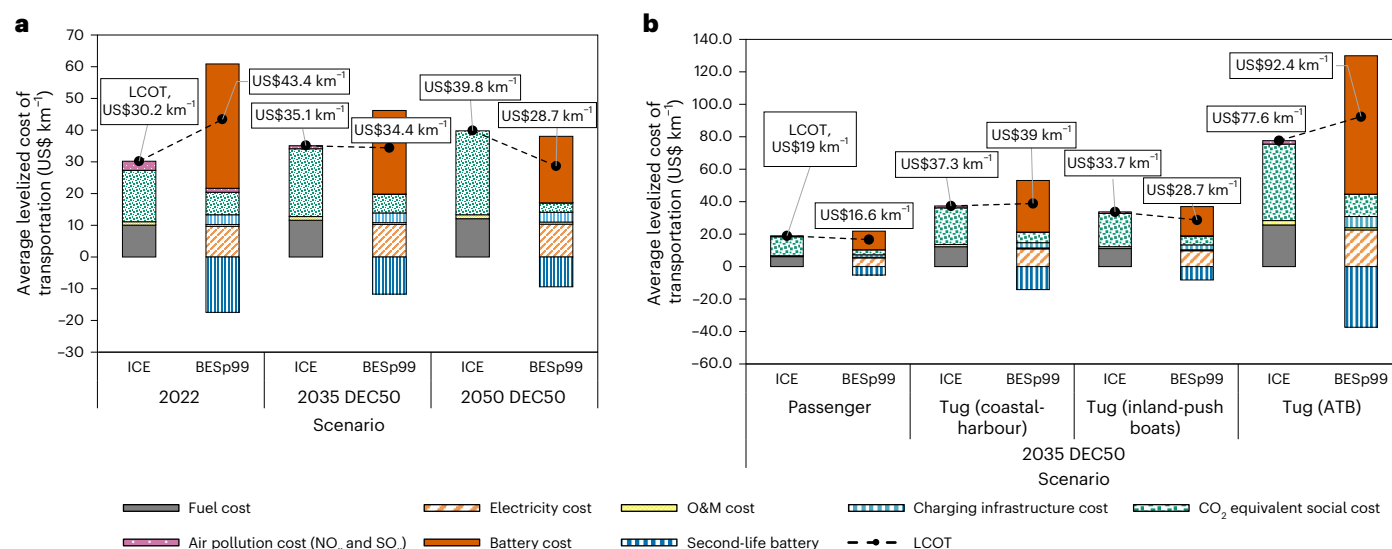 a
Average levelized cost of
transportation (US$ km⁻¹)
70
60
50
40
30
20
10
0
–10
–20
–30
LCOT,
US$30.2 km⁻¹
US$43.4 km⁻¹
US$35.1 km⁻¹
US$34.4 km⁻¹
US$39.8 km⁻¹
US$28.7 km⁻¹
ICE BESp99 ICE BESp99 ICE BESp99
2022 2035 DEC50 2050 DEC50
Scenario
b
Average levelized cost of
transportation (US$ km⁻¹)
140.0
120.0
100.0
80.0
60.0
40.0
20.0
0
–20.0
–40.0
–60.0
LCOT,
US$19 km⁻¹
US$16.6 km⁻¹
US$37.3 km⁻¹
US$39 km⁻¹
US$33.7 km⁻¹
US$28.7 km⁻¹
US$77.6 km⁻¹
US$92.4 km⁻¹
ICE BESp99 ICE BESp99 ICE BESp99 ICE BESp99
Passenger Tug (coastal- Tug (inland-push Tug (ATB)
harbour) boats)
2035 DEC50
Scenario
Fuel cost Electricity cost O&M cost Charging infrastructure cost CO₂ equivalent social cost
Air pollution cost (NOₓ and SOₓ) Battery cost Second-life battery LCOT